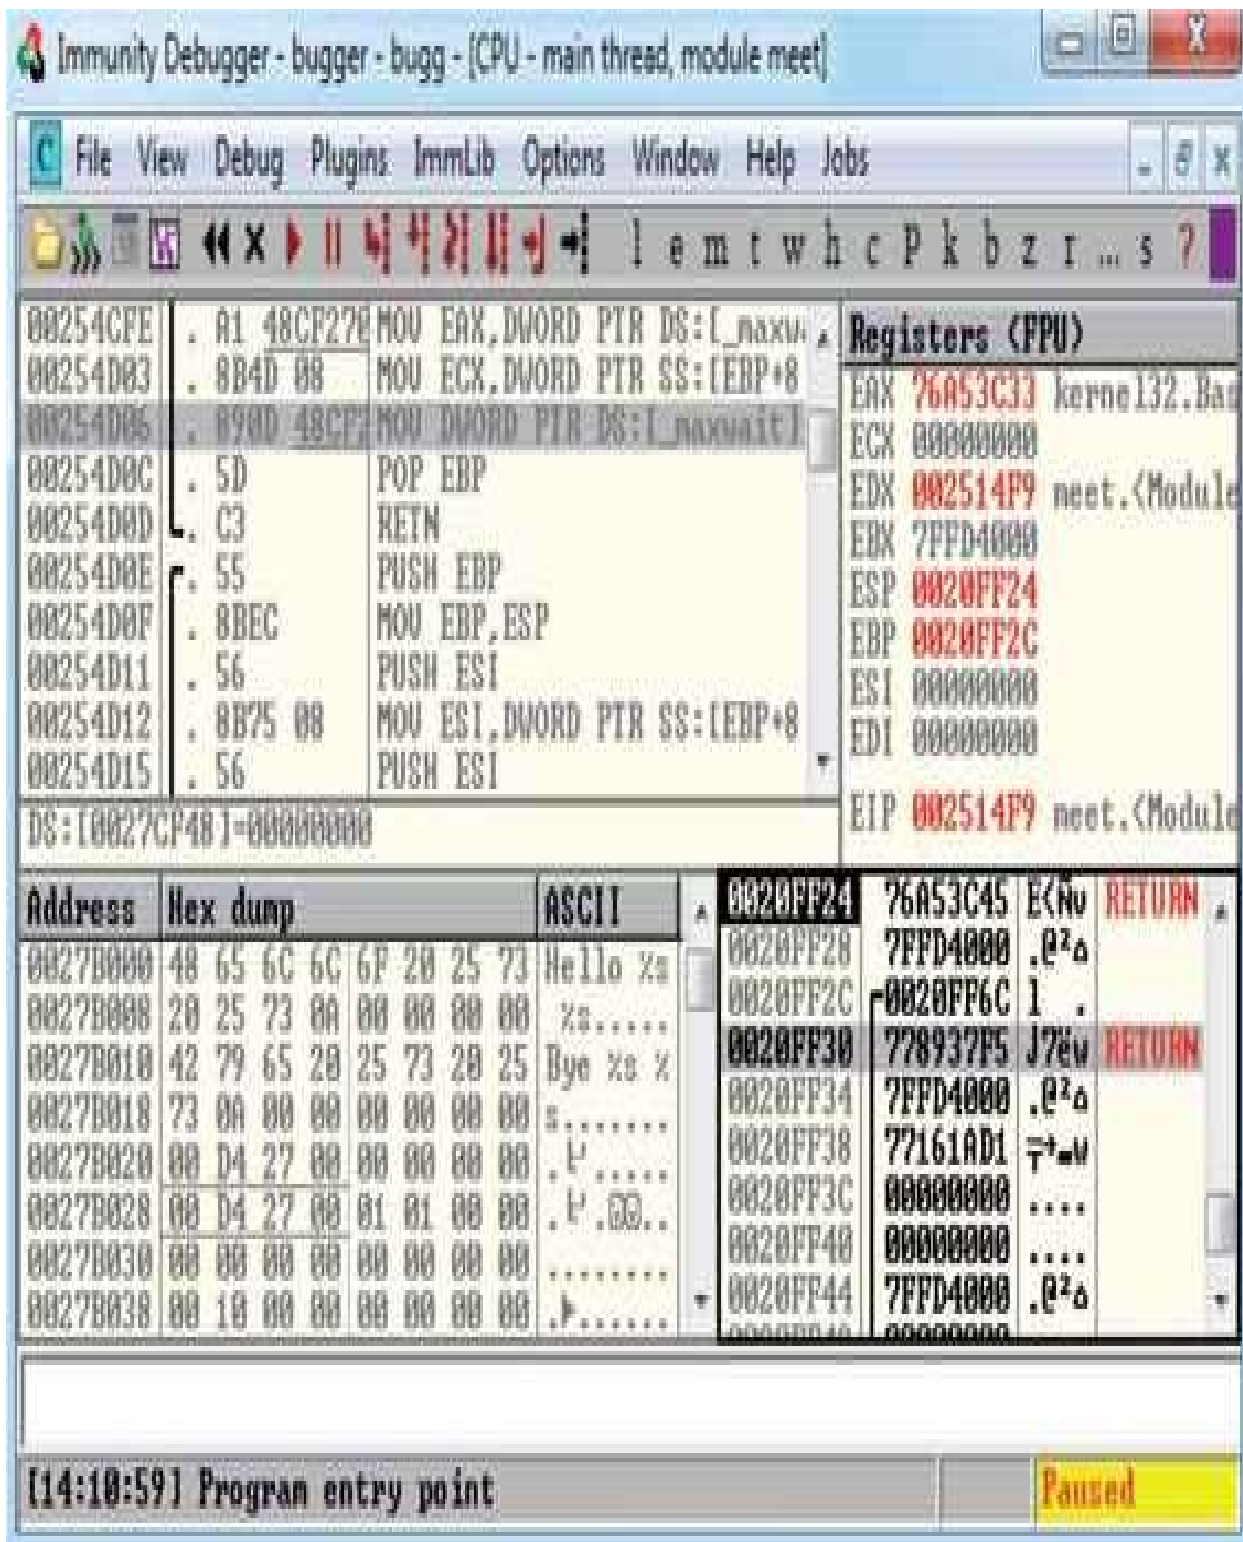 Immunity Debugger - bugger - bugg - [CPU - main thread, module meet]
C File View Debug Plugins ImmLib Options Window Help Jobs
l e m t w h c P k b z r ... s ?
00254CFE . A1 48CF270 MOV EAX,DWORD PTR DS:[_maxw
00254D03 . 8B4D 08 MOV ECX,DWORD PTR SS:[EBP+8
00254D06 . 890D 48CF2 MOV DWORD PTR DS:[_maxwait]
00254D0C . 5D POP EBP
00254D0D . C3 RETN
00254D0E . 55 PUSH EBP
00254D0F . 8BEC MOV EBP,ESP
00254D11 . 56 PUSH ESI
00254D12 . 8B75 08 MOV ESI,DWORD PTR SS:[EBP+8
00254D15 . 56 PUSH ESI
DS:[0027CF48]=00000000
Registers (FPU)
EAX 76A53C33 kernel32.Bas
ECX 00000000
EDX 002514F9 meet.<Module
EBX 7FFD4000
ESP 0020FF24
EBP 0020FF2C
ESI 00000000
EDI 00000000
EIP 002514F9 meet.<Module
Address Hex dump ASCII
0027B000 48 65 6C 6C 6F 20 25 73 Hello %s
0027B008 20 25 73 0A 00 00 00 00 %s.....
0027B010 42 79 65 20 25 73 20 25 Bye %s %
0027B018 73 0A 00 00 00 00 00 00 s.......
0027B020 00 D4 27 00 00 00 00 00
0027B028 00 D4 27 00 01 01 00 00
0027B030 00 00 00 00 00 00 00 00 ........
0027B038 00 10 00 00 00 00 00 00
0020FF24 76A53C45 RETURN
0020FF28 7FFD4000
0020FF2C 0020FF6C l .
0020FF30 778937F5 RETURN
0020FF34 7FFD4000
0020FF38 77161AD1
0020FF3C 00000000 ....
0020FF40 00000000 ....
0020FF44 7FFD4000
[14:10:59] Program entry point
Paused